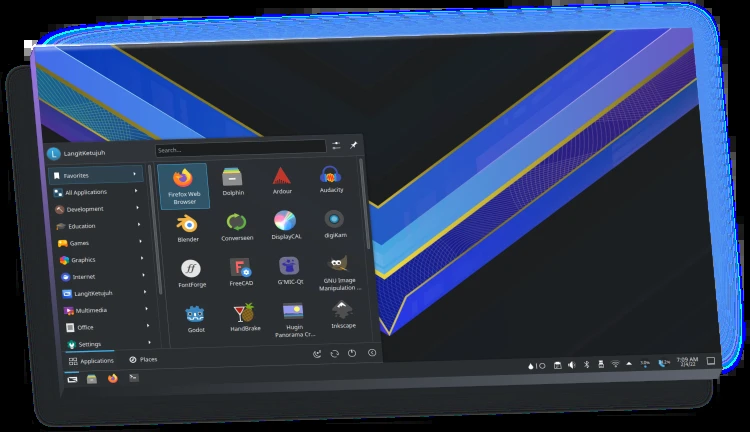 L LangitKetujuh
Search...
Favorites
All Applications
Development
Education
Games
Graphics
Internet
LangitKetujuh
Multimedia
Office
Settings
Firefox Web
Browser
Dolphin
Ardour
Audacity
Blender
Converseen
DisplayCAL
digiKam
ff
FontForge
F
FreeCAD
G'MIC-Qt
GNU Image
Manipulation ...
Godot
HandBrake
Hugin
Panorama Cr...
Inkscape
Applications
Places
7:09 AM